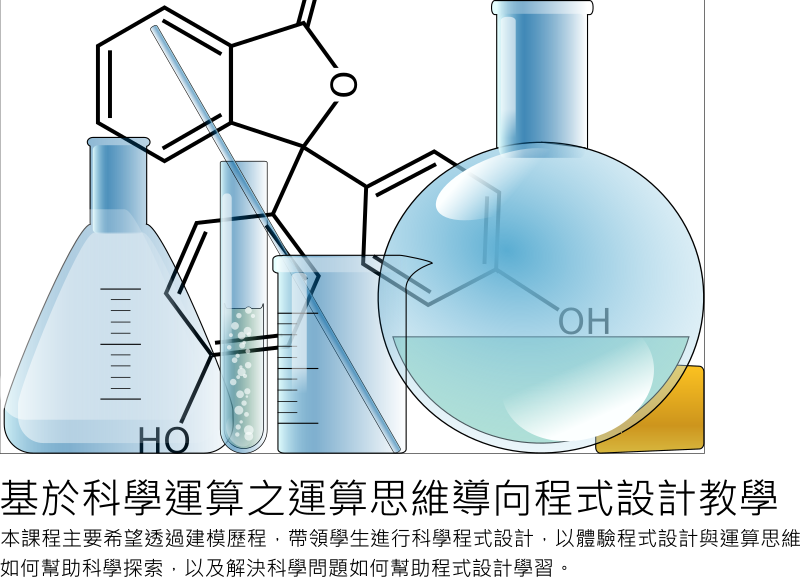 O
OH
HO
基於科學運算之運算思維導向程式設計教學
本課程主要希望透過建模歷程，帶領學生進行科學程式設計，以體驗程式設計與運算思維
如何幫助科學探索，以及解決科學問題如何幫助程式設計學習。